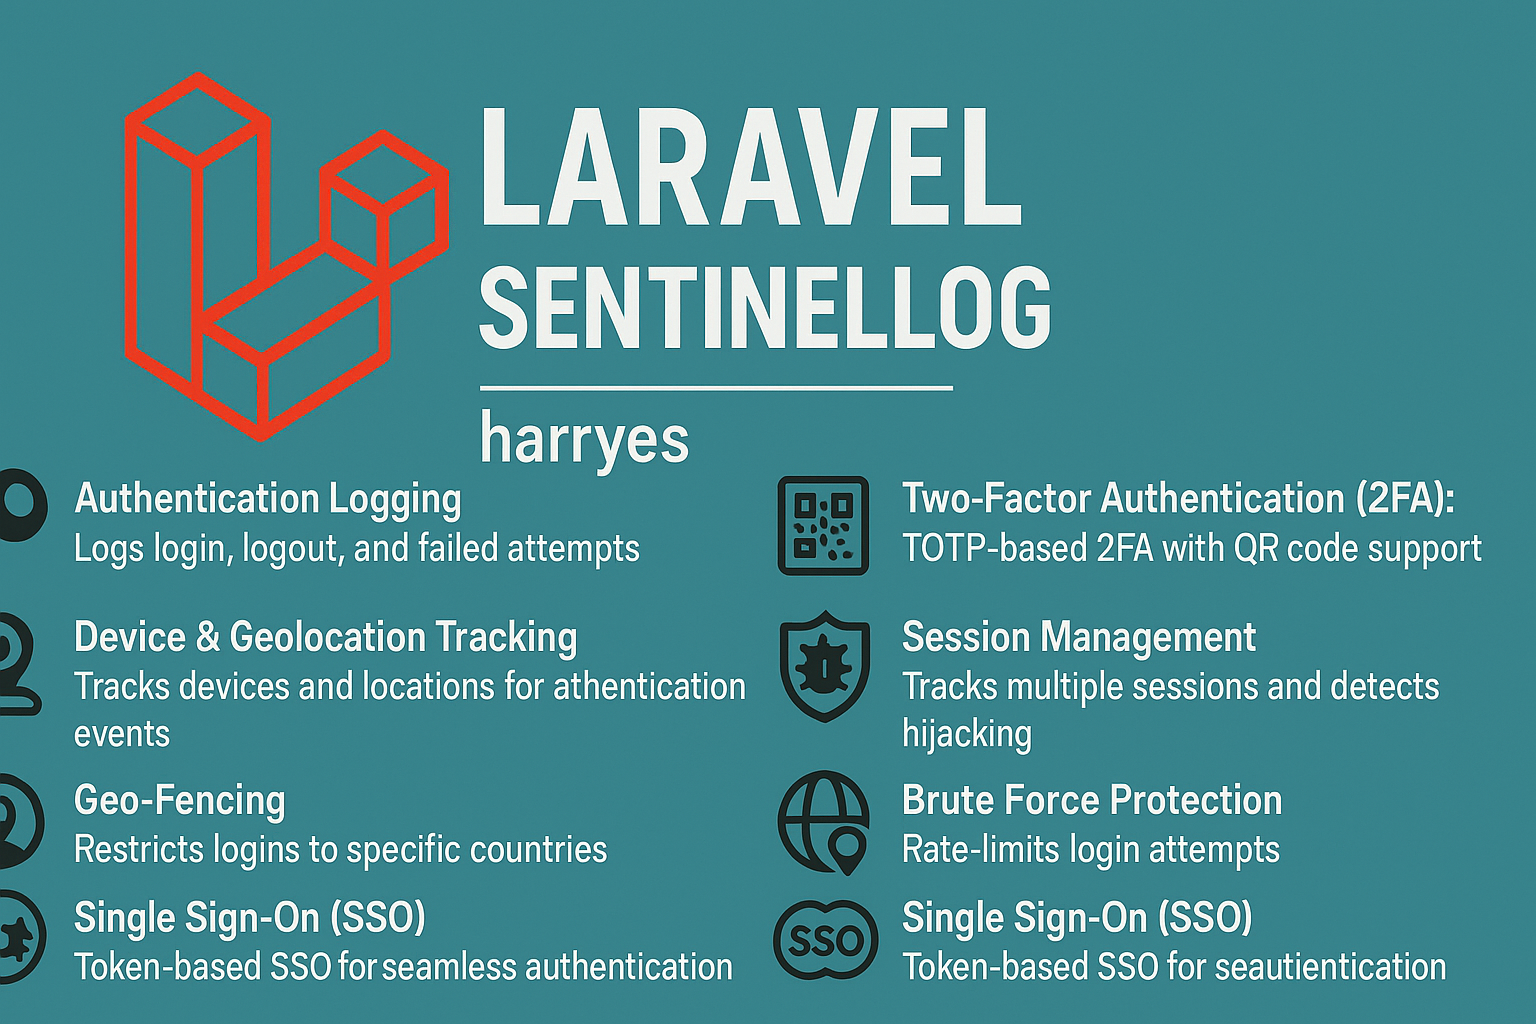 LARAVEL
SENTINELLOG
harryes
Authentication Logging
Logs login, logout, and failed attempts
Device & Geolocation Tracking
Tracks devices and locations for athentication
events
Geo-Fencing
Restricts logins to specific countries
Single Sign-On (SSO)
Token-based SSO for seamless authentication
Two-Factor Authentication (2FA):
TOTP-based 2FA with QR code support
Session Management
Tracks multiple sessions and detects
hijacking
Brute Force Protection
Rate-limits login attempts
SSO
Single Sign-On (SSO)
Token-based SSO for seautientication